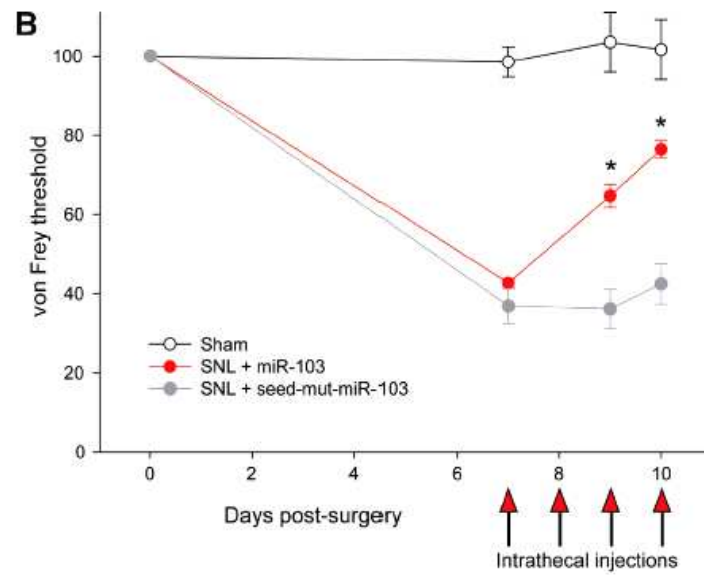 B
100
80
60
40
20
0
von Frey threshold
*
*
Sham
SNL + miR-103
SNL + seed-mut-miR-103
0 2 4 6 8 10
Days post-surgery
Intrathecal injections